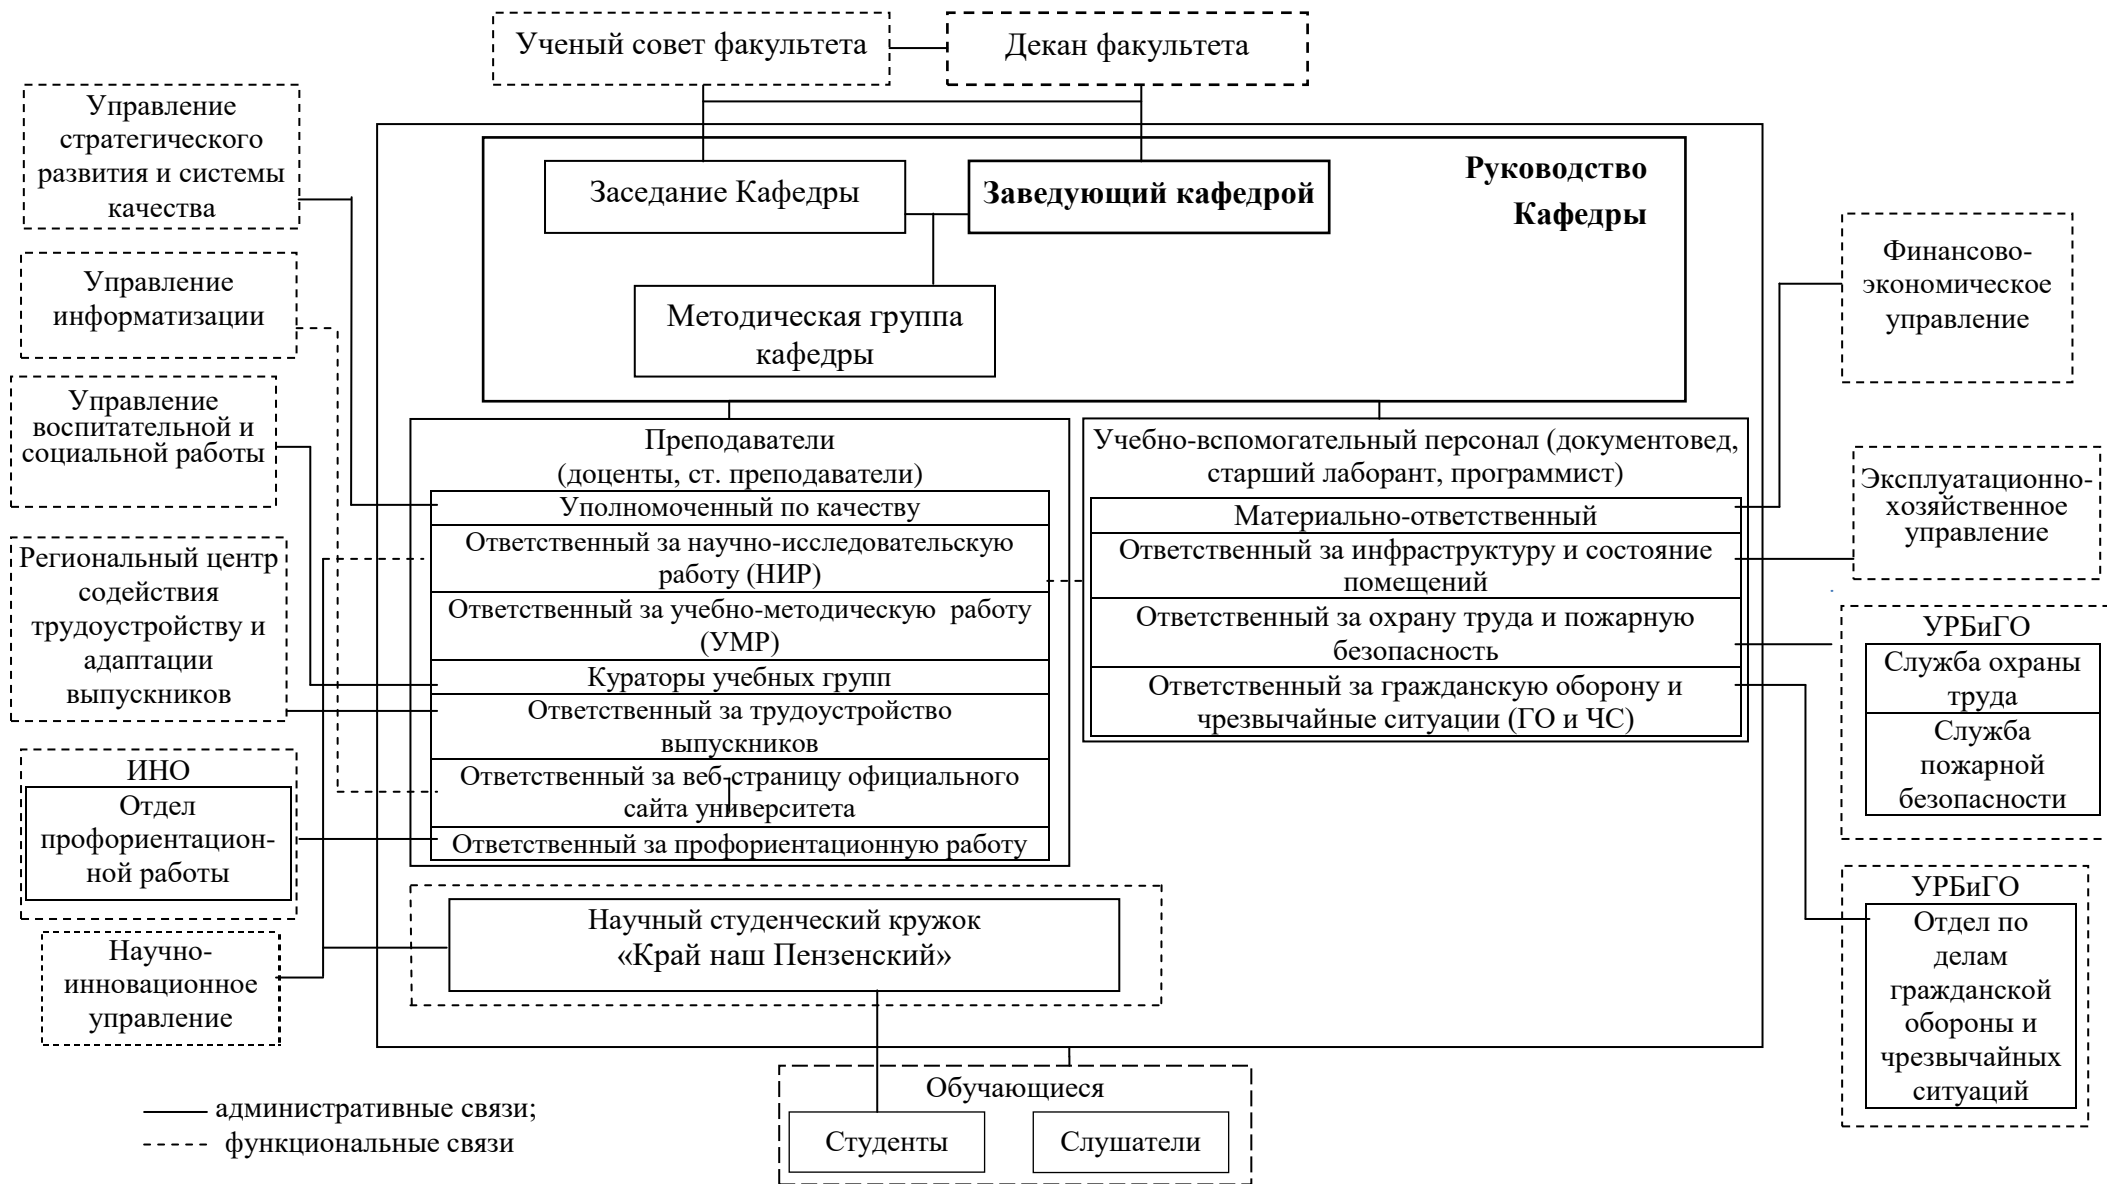 Ученый совет факультета
Декан факультета
Управление
стратегического
развития и системы
качества
Управление
информатизации
Управление
воспитательной и
социальной работы
Региональный центр
содействия
трудоустройству и
адаптации
выпускников
ИНО
Отдел
профориентацион-
ной работы
Научно-
инновационное
управление
Заседание Кафедры
Заведующий кафедрой
Руководство
Кафедры
Методическая группа
кафедры
Преподаватели
(доценты, ст. преподаватели)
Уполномоченный по качеству
Ответственный за научно-исследовательскую
работу (НИР)
Ответственный за учебно-методическую работу
(УМР)
Кураторы учебных групп
Ответственный за трудоустройство
выпускников
Ответственный за веб-страницу официального
сайта университета
Ответственный за профориентационную работу
Учебно-вспомогательный персонал (документовед,
старший лаборант, программист)
Материально-ответственный
Ответственный за инфраструктуру и состояние
помещений
Ответственный за охрану труда и пожарную
безопасность
Ответственный за гражданскую оборону и
чрезвычайные ситуации (ГО и ЧС)
Научный студенческий кружок
«Край наш Пензенский»
Финансово-
экономическое
управление
Эксплуатационно-
хозяйственное
управление
УРБиГО
Служба охраны
труда
Служба
пожарной
безопасности
УРБиГО
Отдел по
делам
гражданской
обороны и
чрезвычайных
ситуаций
Обучающиеся
Студенты
Слушатели
административные связи;
функциональные связи